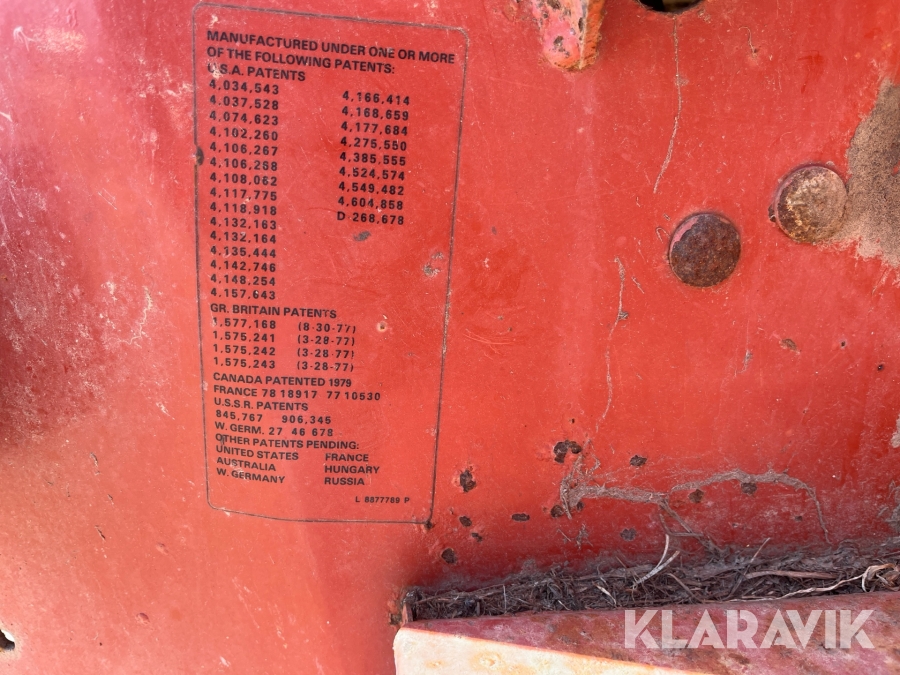 MANUFACTURED UNDER ONE OR MORE
OF THE FOLLOWING PATENTS:
U.S.A. PATENTS
4,034,543
4,037,528
4,074,623
4,102,260
4,106,267
4,106,268
4,108,062
4,117,775
4,118,918
4,132,163
4,132,164
4,135,444
4,142,746
4,148,254
4,157,643
4,166,414
4,168,659
4,177,684
4,275,550
4,385,555
4,524,574
4,549,482
4,604,858
D 268,678
GR. BRITAIN PATENTS
1,577,168 (8-30-77)
1,575,241 (3-28-77)
1,575,242 (3-28-77)
1,575,243 (3-28-77)
CANADA PATENTED 1979
FRANCE 78 18917 77 10530
U.S.S.R. PATENTS
845,767 906,345
W. GERM. 27 46 678
OTHER PATENTS PENDING:
UNITED STATES FRANCE
AUSTRALIA HUNGARY
W. GERMANY RUSSIA
L 8877789 P
KLARAVIK